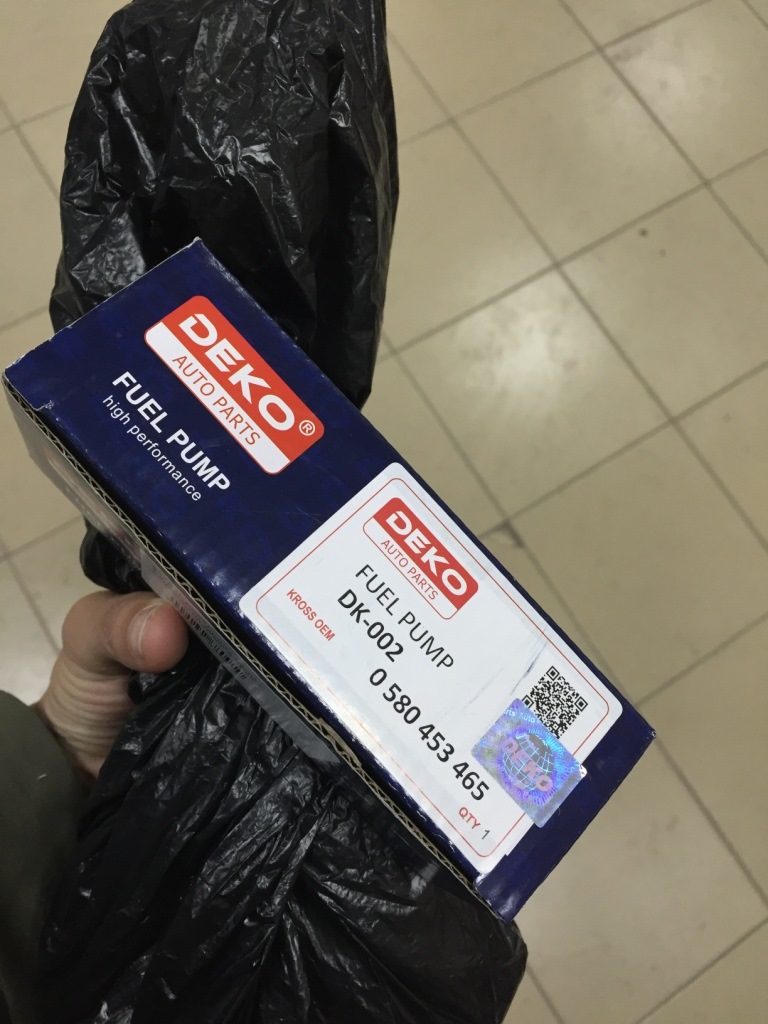 DEKO®
AUTO PARTS
FUEL PUMP
high performance
DEKO
AUTO PARTS
FUEL PUMP
DK-002
KROSS OEM
0 580 453 465
QTY 1
DEKO